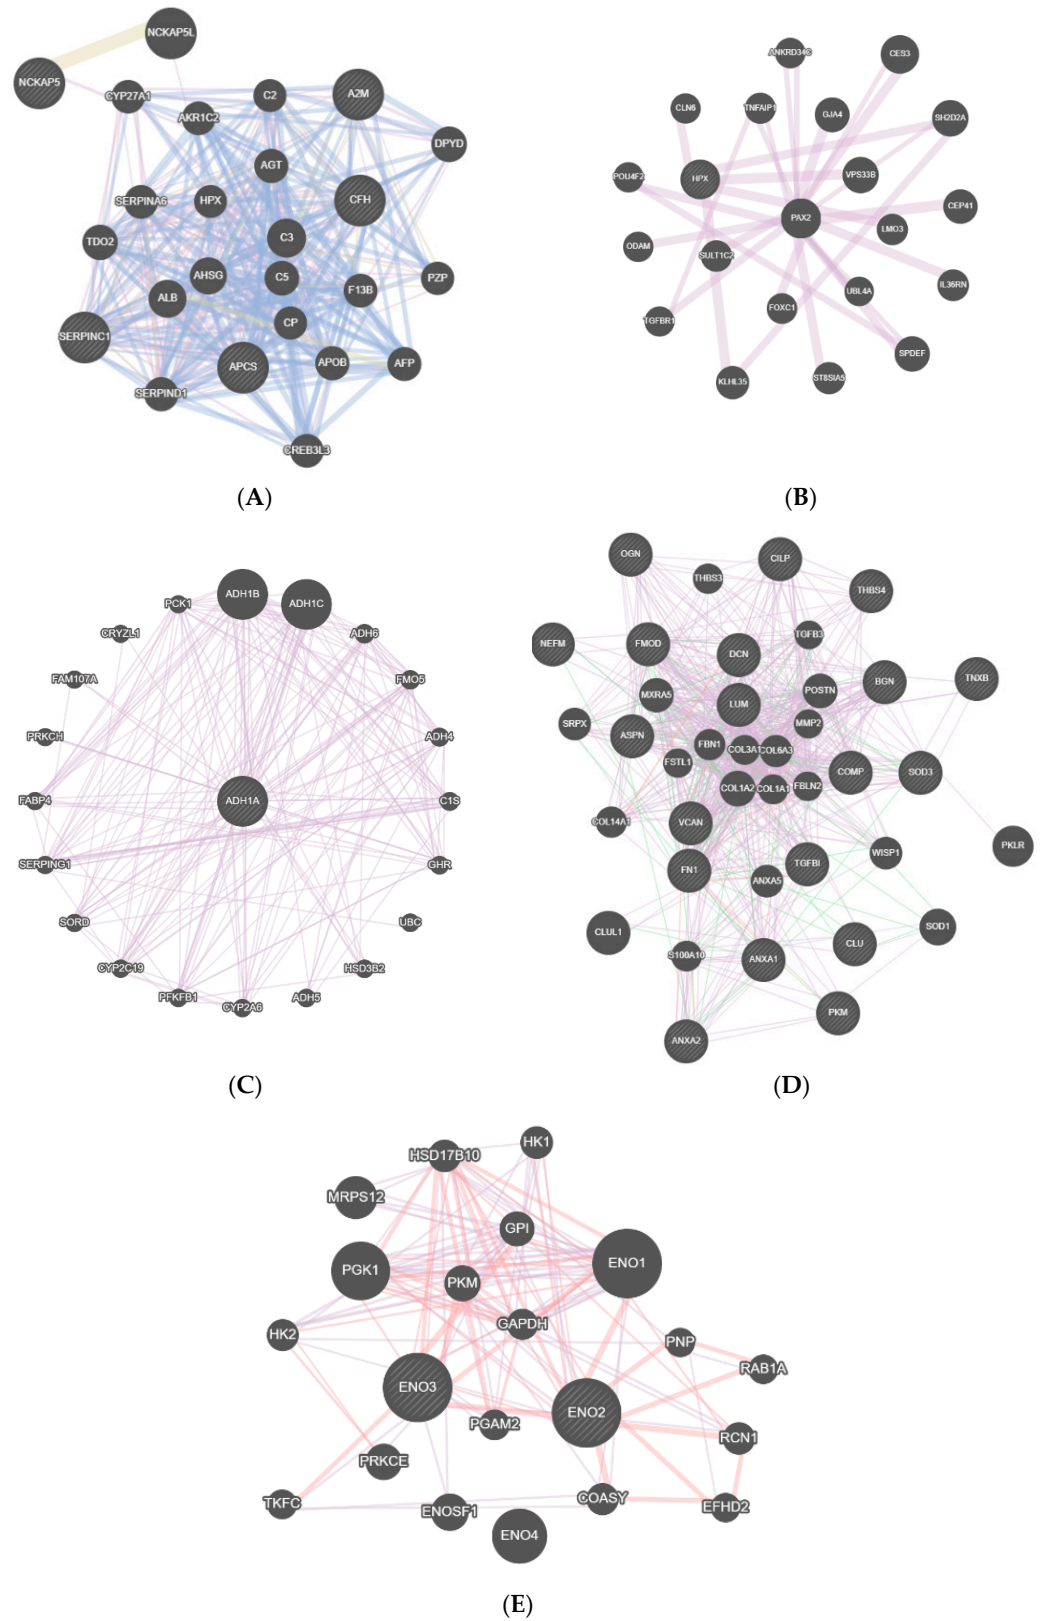 NCKAP5L
NCKAP5
CYP27A1
C2
A2M
AKR1C2
DPYD
AGT
SERPINA6
HPX
CFH
TDO2
C3
AHSG
C5
F13B
PZP
ALB
CP
SERPINC1
APCS
APOB
AFP
SERPIND1
CREB3L3
(A)
ANKRD34C
CES3
CLN6
TNFAIP1
GJA4
SH2D2A
POU4F2
HPX
VPS33B
CEP41
PAX2
LMO3
ODAM
SULT1C2
IL36RN
UBL4A
FOXC1
TGFBR1
SPDEF
KLHL35
ST8SIA5
(B)
ADH1B
ADH1C
PCK1
CRYZL1
ADH6
FAM107A
FMO5
PRKCH
ADH4
FABP4
ADH1A
C1S
SERPING1
GHR
SORD
UBC
CYP2C19
HSD3B2
PFKFB1
CYP2A6
ADH5
(C)
OGN
CILP
THBS3
THBS4
NEFM
FMOD
TGFB3
DCN
BGN
TNXB
MXRA5
POSTN
LUM
SRPX
ASPN
MMP2
FBN1
COL3A1
COL6A3
FSTL1
COMP
SOD3
COL1A2
COL1A1
FBLN2
COL14A1
VCAN
PKLR
WISP1
FN1
TGFBI
ANXA5
CLUL1
SOD1
CLU
S100A10
ANXA1
PKM
ANXA2
(D)
HK1
HSD17B10
MRPS12
GPI
PGK1
ENO1
PKM
GAPDH
HK2
PNP
RAB1A
ENO3
ENO2
PGAM2
RCN1
PRKCE
TKFC
COASY
EFHD2
ENOSF1
ENO4
(E)